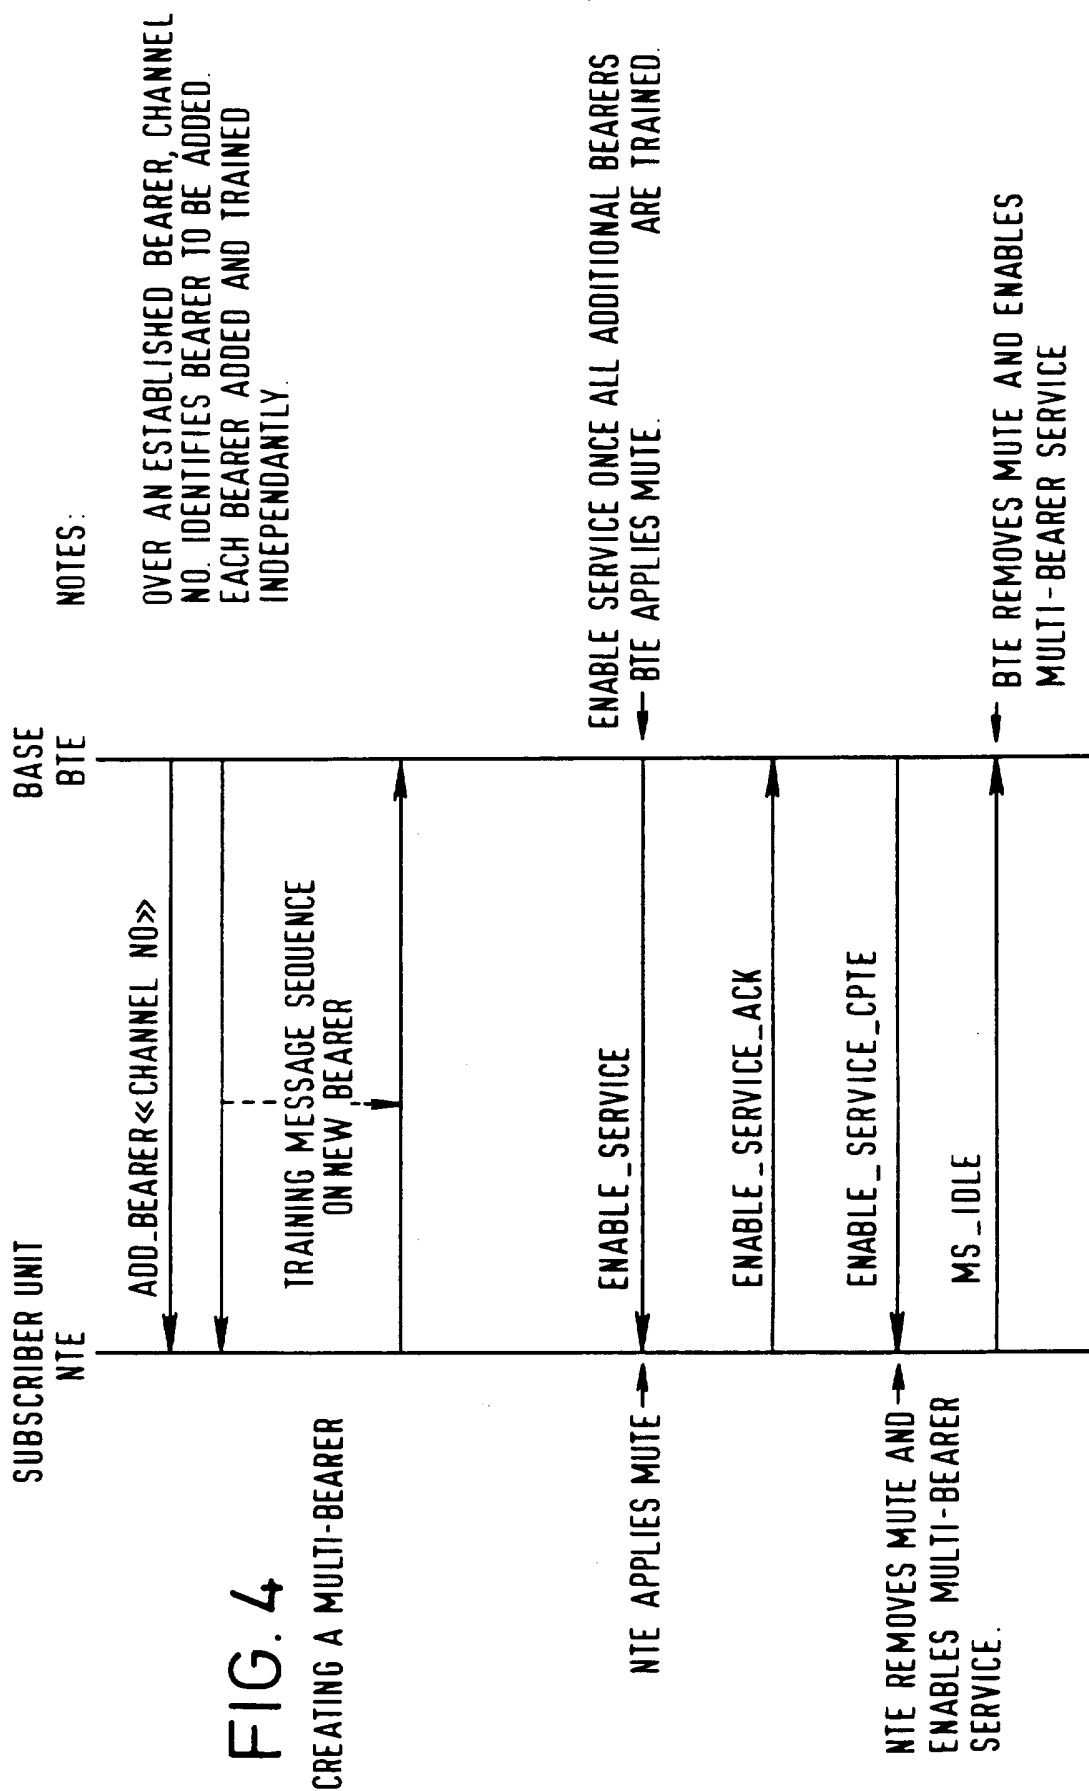 SUBSCRIBER UNIT
NTE
BASE
BTE
NOTES:
FIG. 4
CREATING A MULTI-BEARER
ADD_BEARER<<CHANNEL NO>>
OVER AN ESTABLISHED BEARER, CHANNEL
NO. IDENTIFIES BEARER TO BE ADDED.
EACH BEARER ADDED AND TRAINED
INDEPENDANTLY.
TRAINING MESSAGE SEQUENCE
ON NEW BEARER
ENABLE SERVICE ONCE ALL ADDITIONAL BEARERS
ARE TRAINED.
NTE APPLIES MUTE
ENABLE_SERVICE
BTE APPLIES MUTE.
ENABLE_SERVICE_ACK
ENABLE_SERVICE_CPTE
NTE REMOVES MUTE AND
ENABLES MULTI-BEARER
SERVICE.
MS_IDLE
BTE REMOVES MUTE AND ENABLES
MULTI-BEARER SERVICE